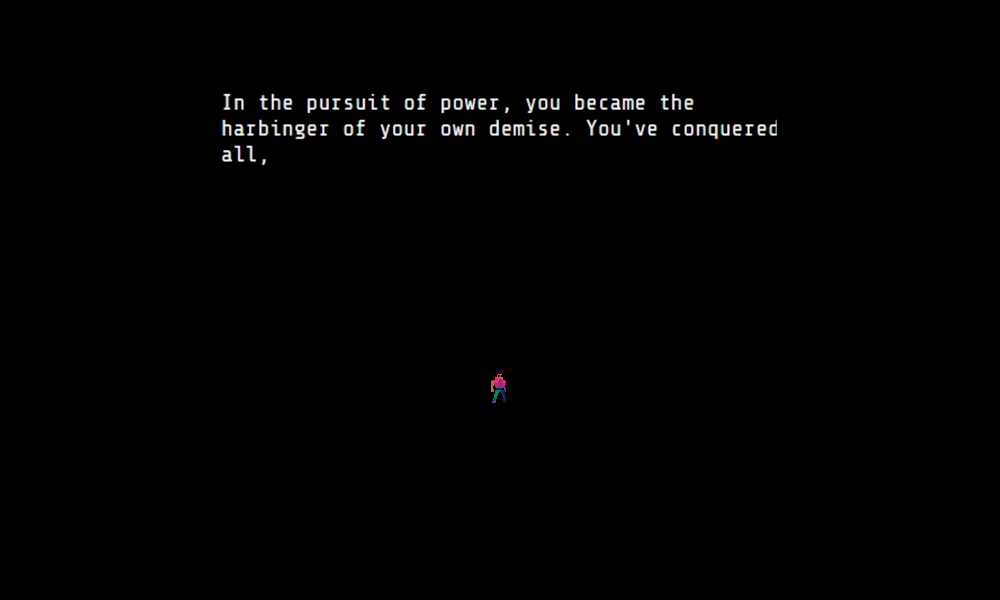 In the pursuit of power, you became the
harbinger of your own demise. You've conquered
all,